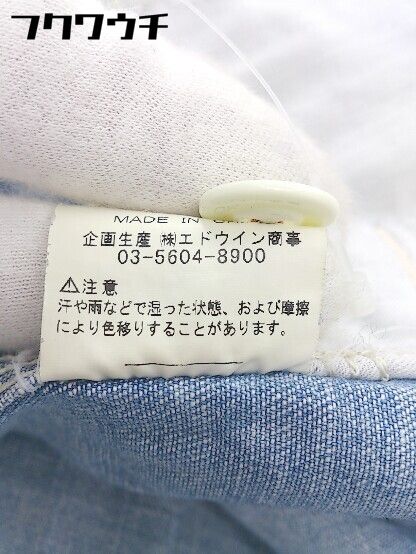 フクワウチ
MADE IN
企画生産 ㈱エドウイン商事
03-5604-8900
⚠注意
汗や雨などで湿った状態、および摩擦
により色移りすることがあります。